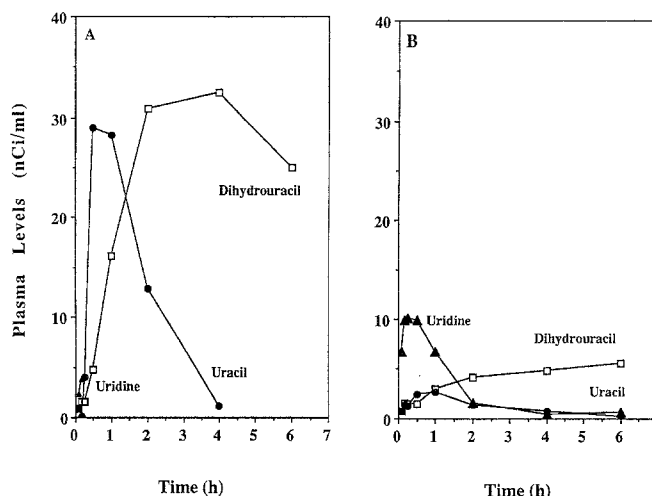 A
B
40
30
20
10
0
Plasma Levels (nCi/ml)
Dihydrouracil
Uridine
Uracil
0 1 2 3 4 5 6 7
Time (h)
40
30
20
10
0
Uridine
Dihydrouracil
Uracil
0 1 2 3 4 5 6
Time (h)